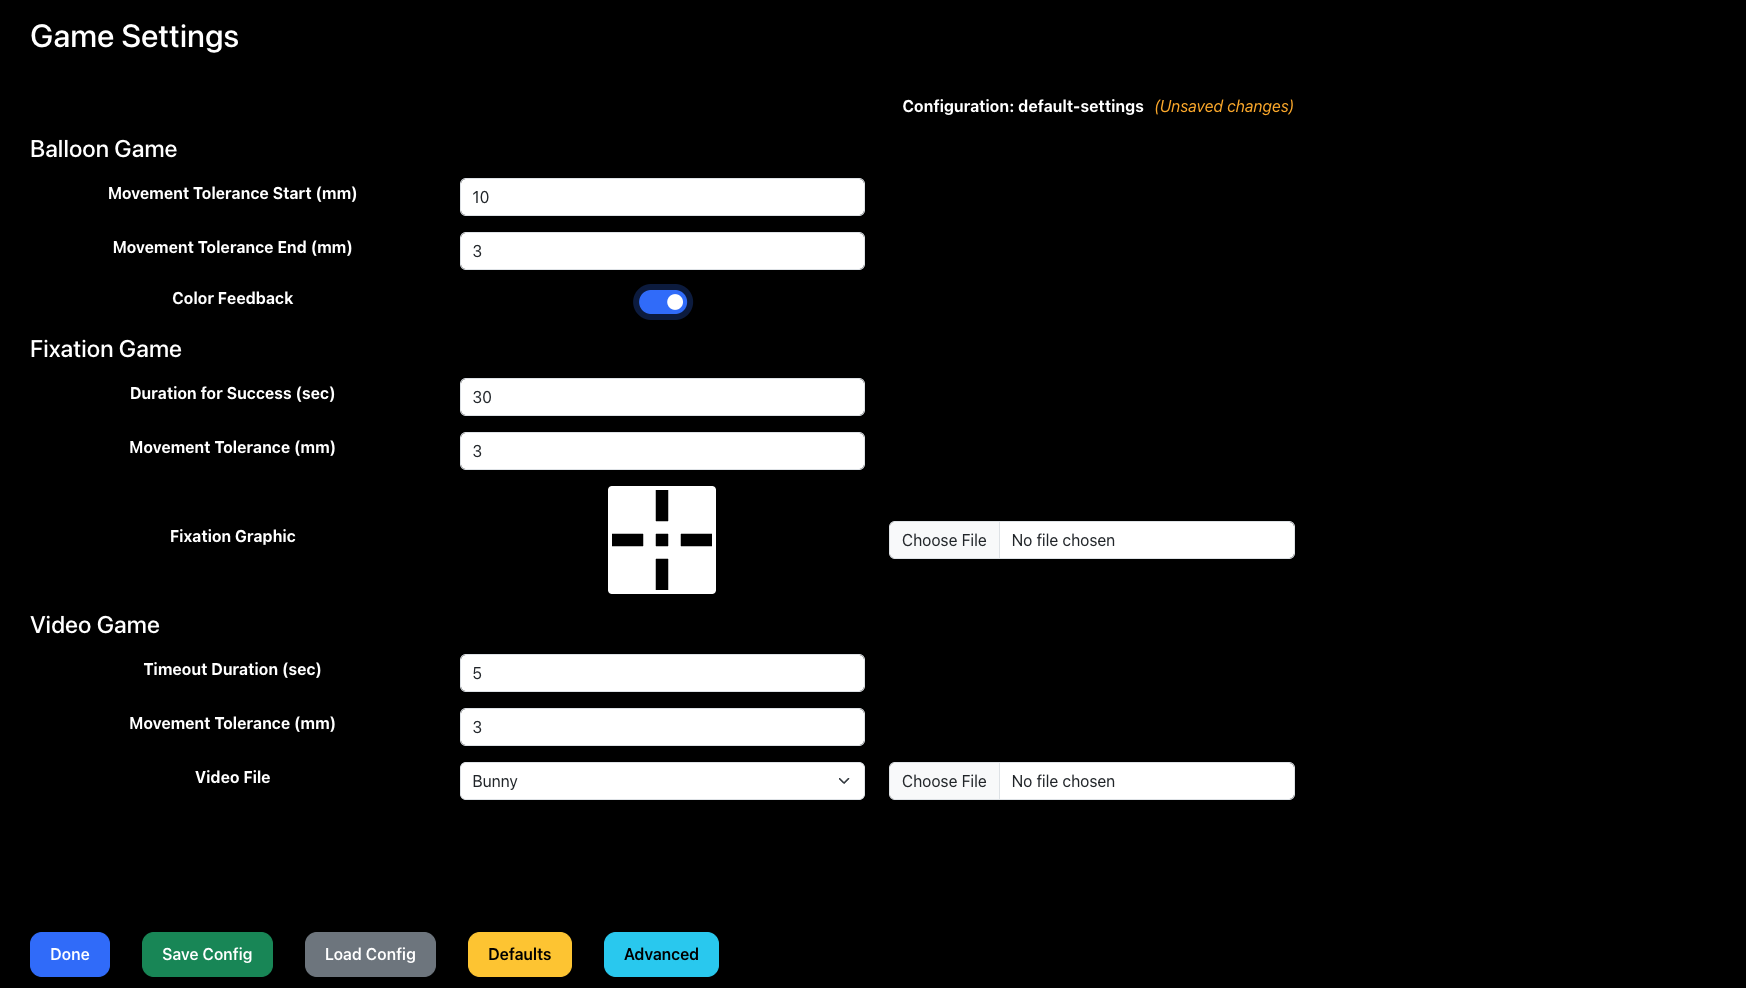 Game Settings
Configuration: default-settings (Unsaved changes)
Balloon Game
Movement Tolerance Start (mm) 10
Movement Tolerance End (mm) 3
Color Feedback
Fixation Game
Duration for Success (sec) 30
Movement Tolerance (mm) 3
Fixation Graphic Choose File No file chosen
Video Game
Timeout Duration (sec) 5
Movement Tolerance (mm) 3
Video File Bunny Choose File No file chosen
Done Save Config Load Config Defaults Advanced